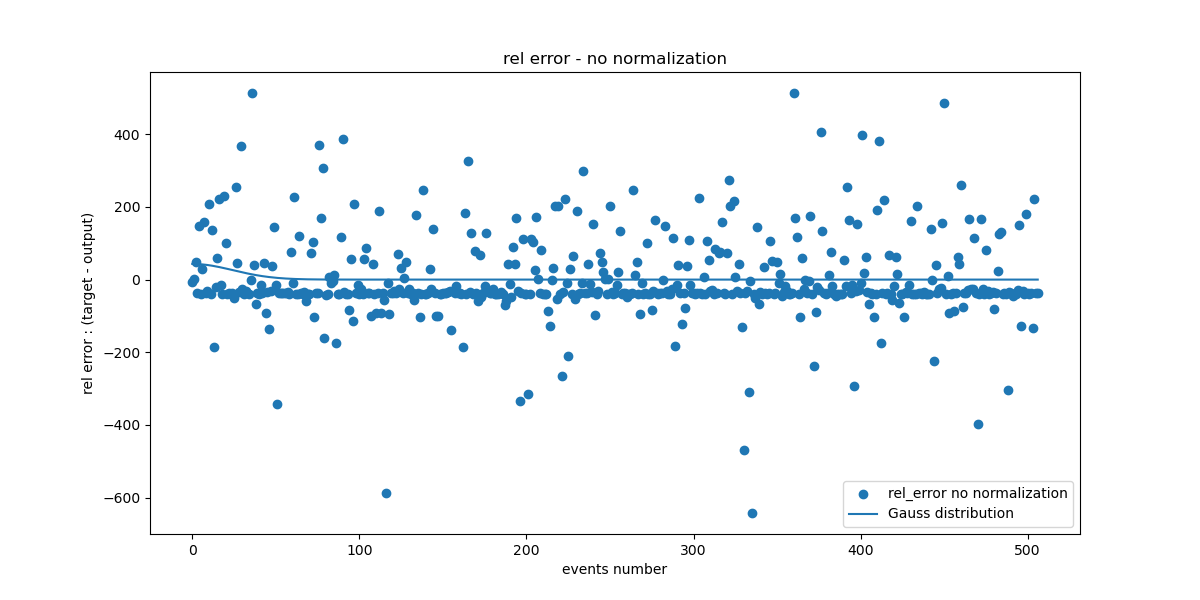 rel error - no normalization
rel error : (target - output)
400
200
0
−200
−400
−600
0 100 200 300 400 500
events number
rel_error no normalization
Gauss distribution